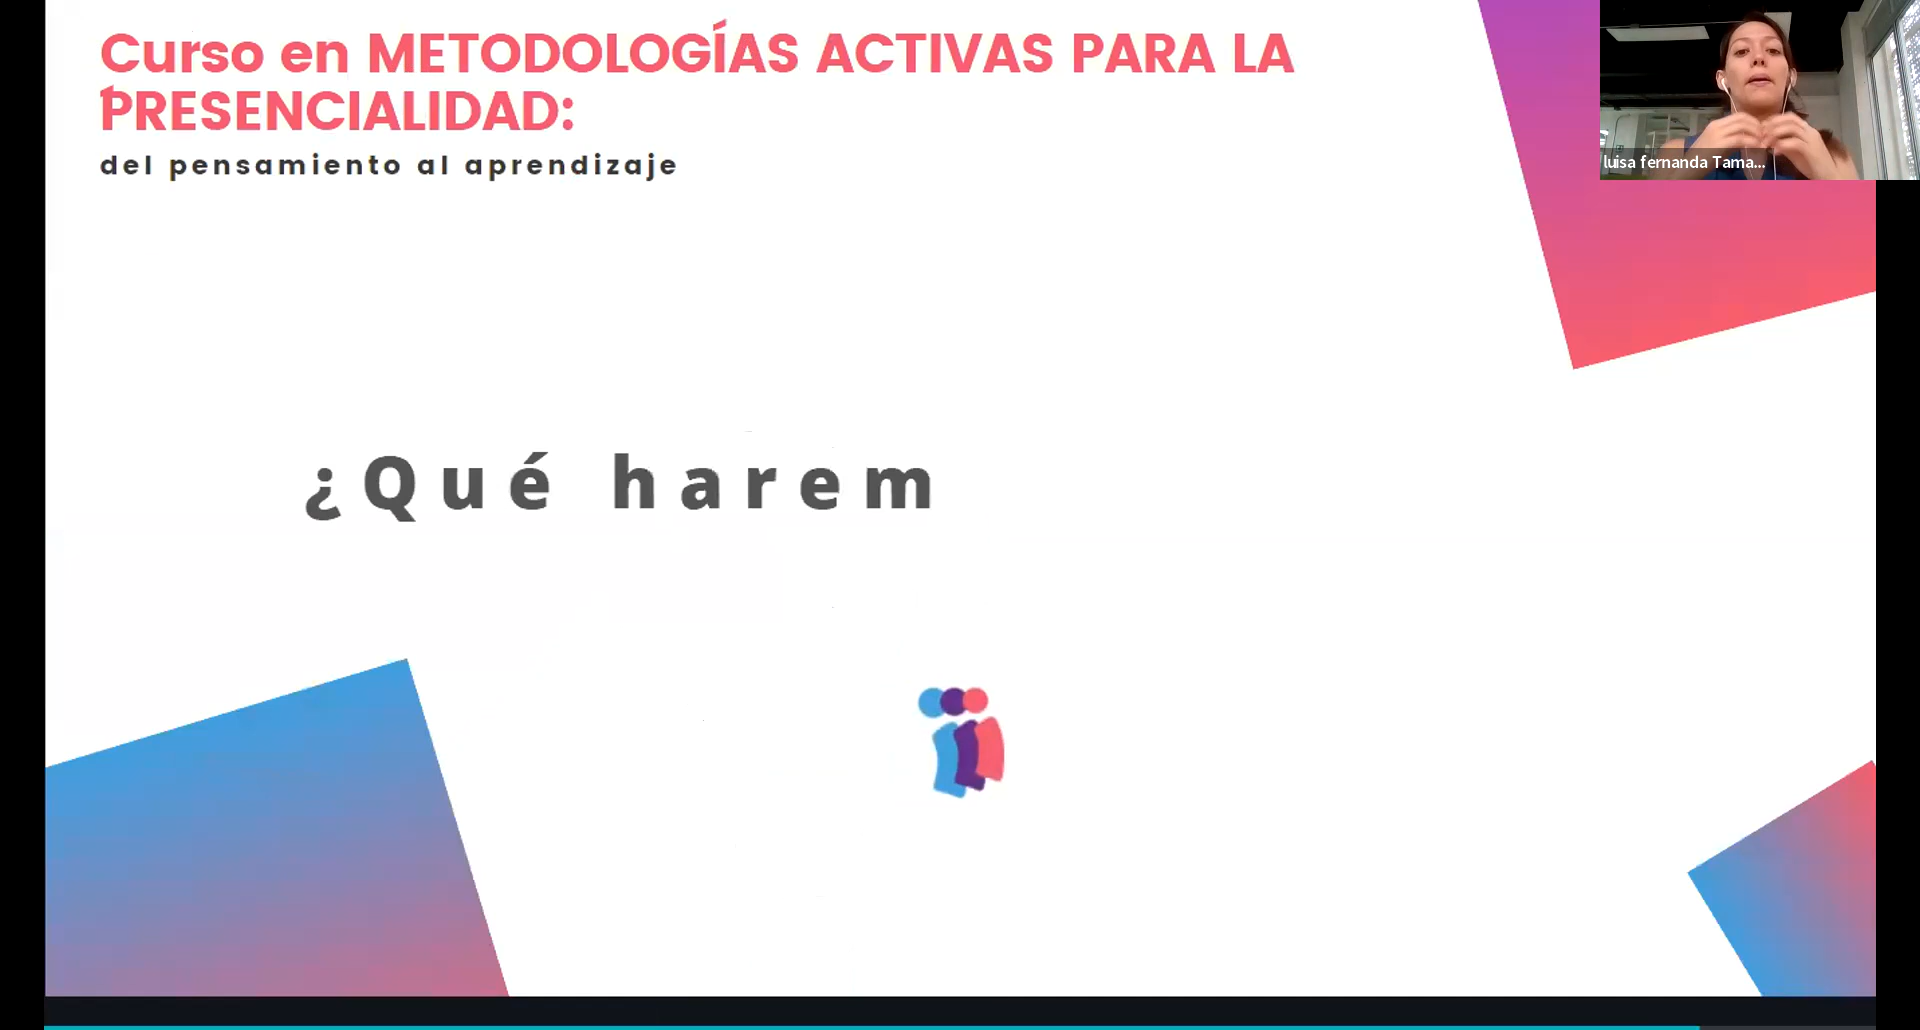 Curso en METODOLOGÍAS ACTIVAS PARA LA
PRESENCIALIDAD:
del pensamiento al aprendizaje
luisa fernanda Tama...
¿Qué harem